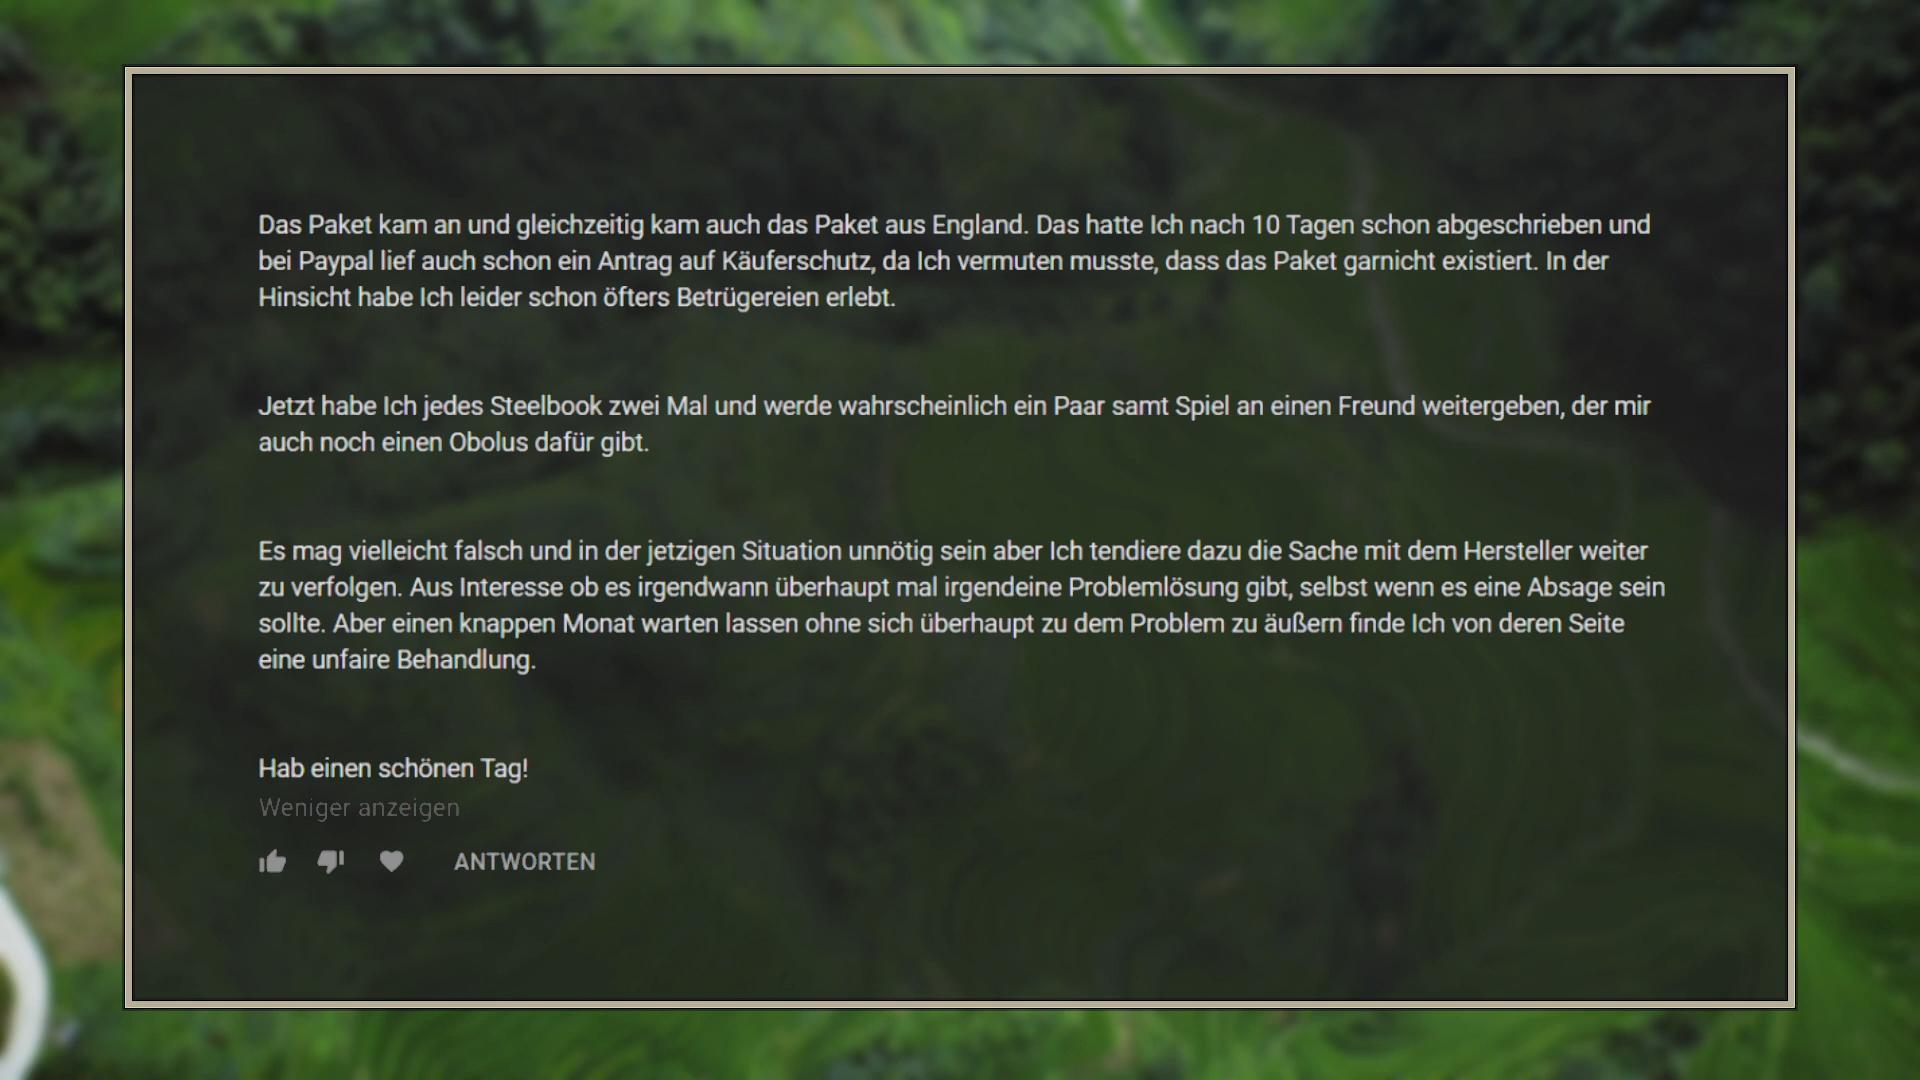 Das Paket kam an und gleichzeitig kam auch das Paket aus England. Das hatte Ich nach 10 Tagen schon abgeschrieben und
bei Paypal lief auch schon ein Antrag auf Käuferschutz, da Ich vermuten musste, dass das Paket garnicht existiert. In der
Hinsicht habe Ich leider schon öfters Betrügereien erlebt.
Jetzt habe Ich jedes Steelbook zwei Mal und werde wahrscheinlich ein Paar samt Spiel an einen Freund weitergeben, der mir
auch noch einen Obolus dafür gibt.
Es mag vielleicht falsch und in der jetzigen Situation unnötig sein aber Ich tendiere dazu die Sache mit dem Hersteller weiter
zu verfolgen. Aus Interesse ob es irgendwann überhaupt mal irgendeine Problemlösung gibt, selbst wenn es eine Absage sein
sollte. Aber einen knappen Monat warten lassen ohne sich überhaupt zu dem Problem zu äußern finde Ich von deren Seite
eine unfaire Behandlung.
Hab einen schönen Tag!
Weniger anzeigen
ANTWORTEN